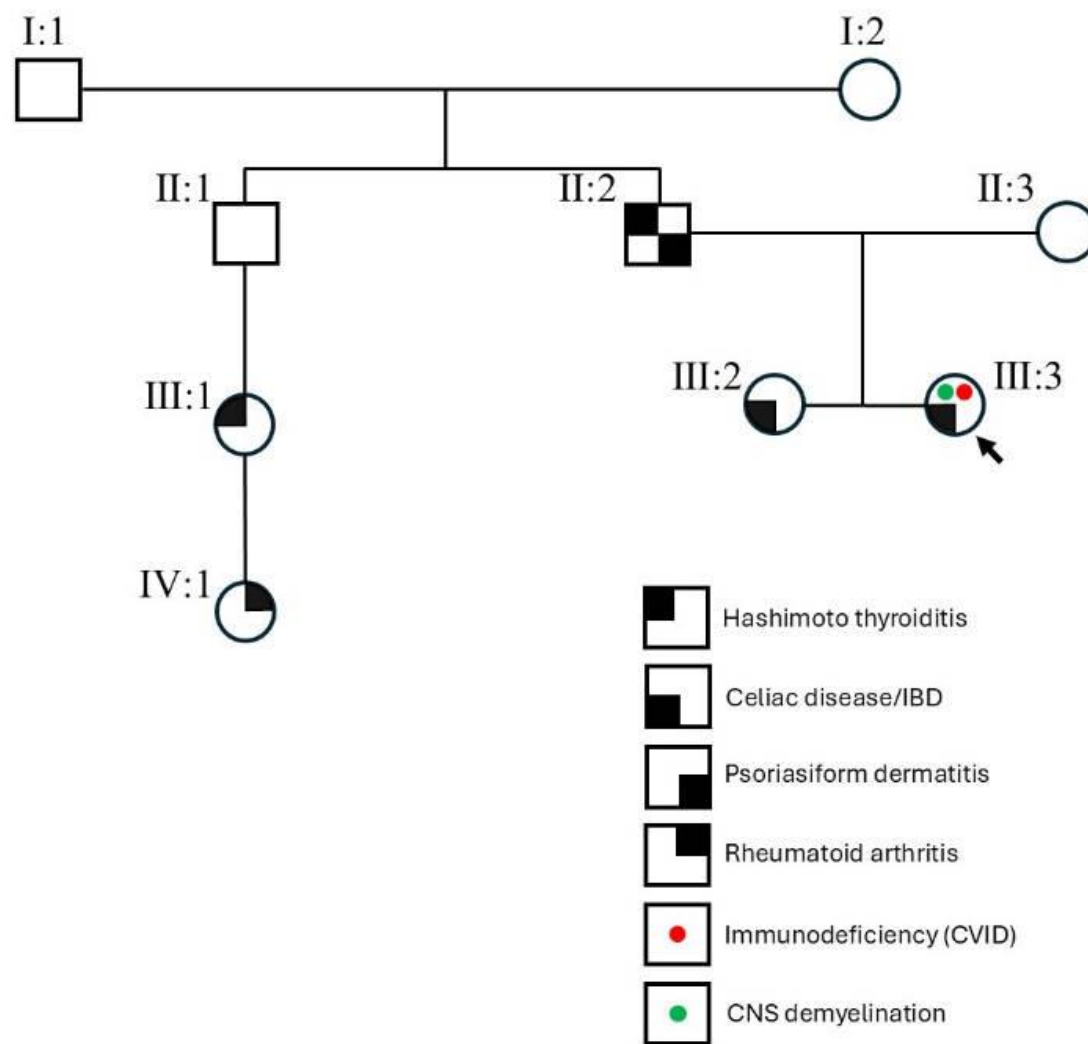 I:1
I:2
II:1
II:2
II:3
III:1
III:2
III:3
IV:1
Hashimoto thyroiditis
Celiac disease/IBD
Psoriasiform dermatitis
Rheumatoid arthritis
Immunodeficiency (CVID)
CNS demyelination